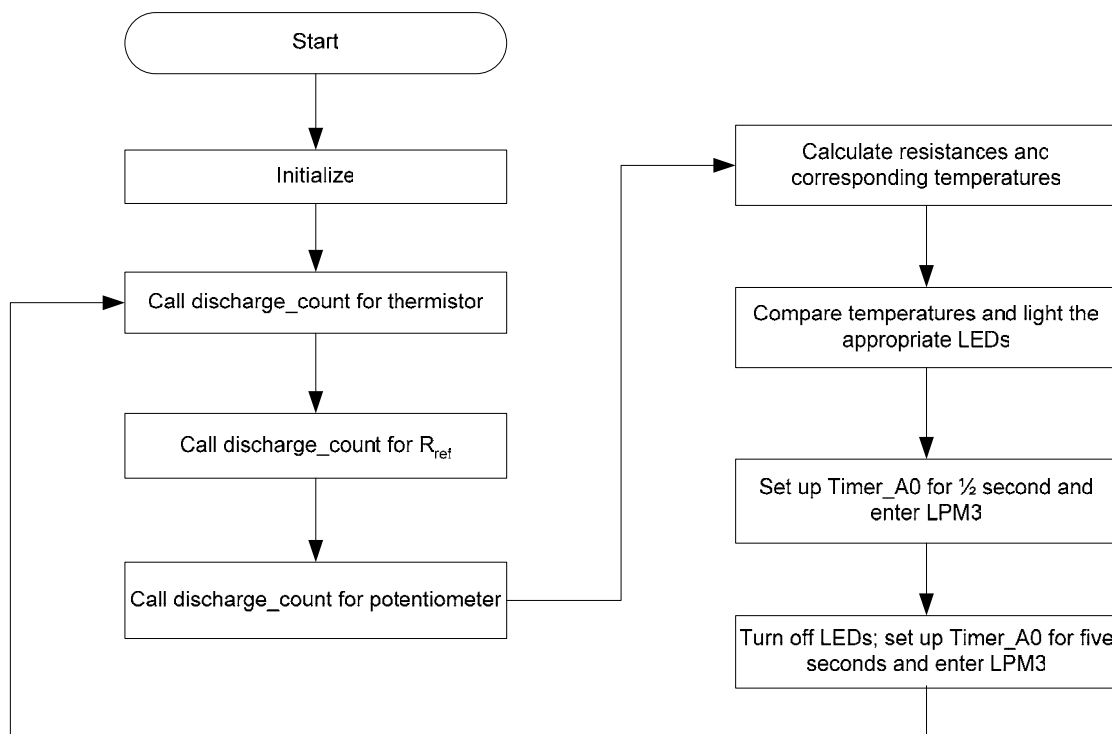 Start
Initialize
Call discharge_count for thermistor
Call discharge_count for Rref
Call discharge_count for potentiometer
Calculate resistances and
corresponding temperatures
Compare temperatures and light the
appropriate LEDs
Set up Timer_A0 for ½ second and
enter LPM3
Turn off LEDs; set up Timer_A0 for five
seconds and enter LPM3